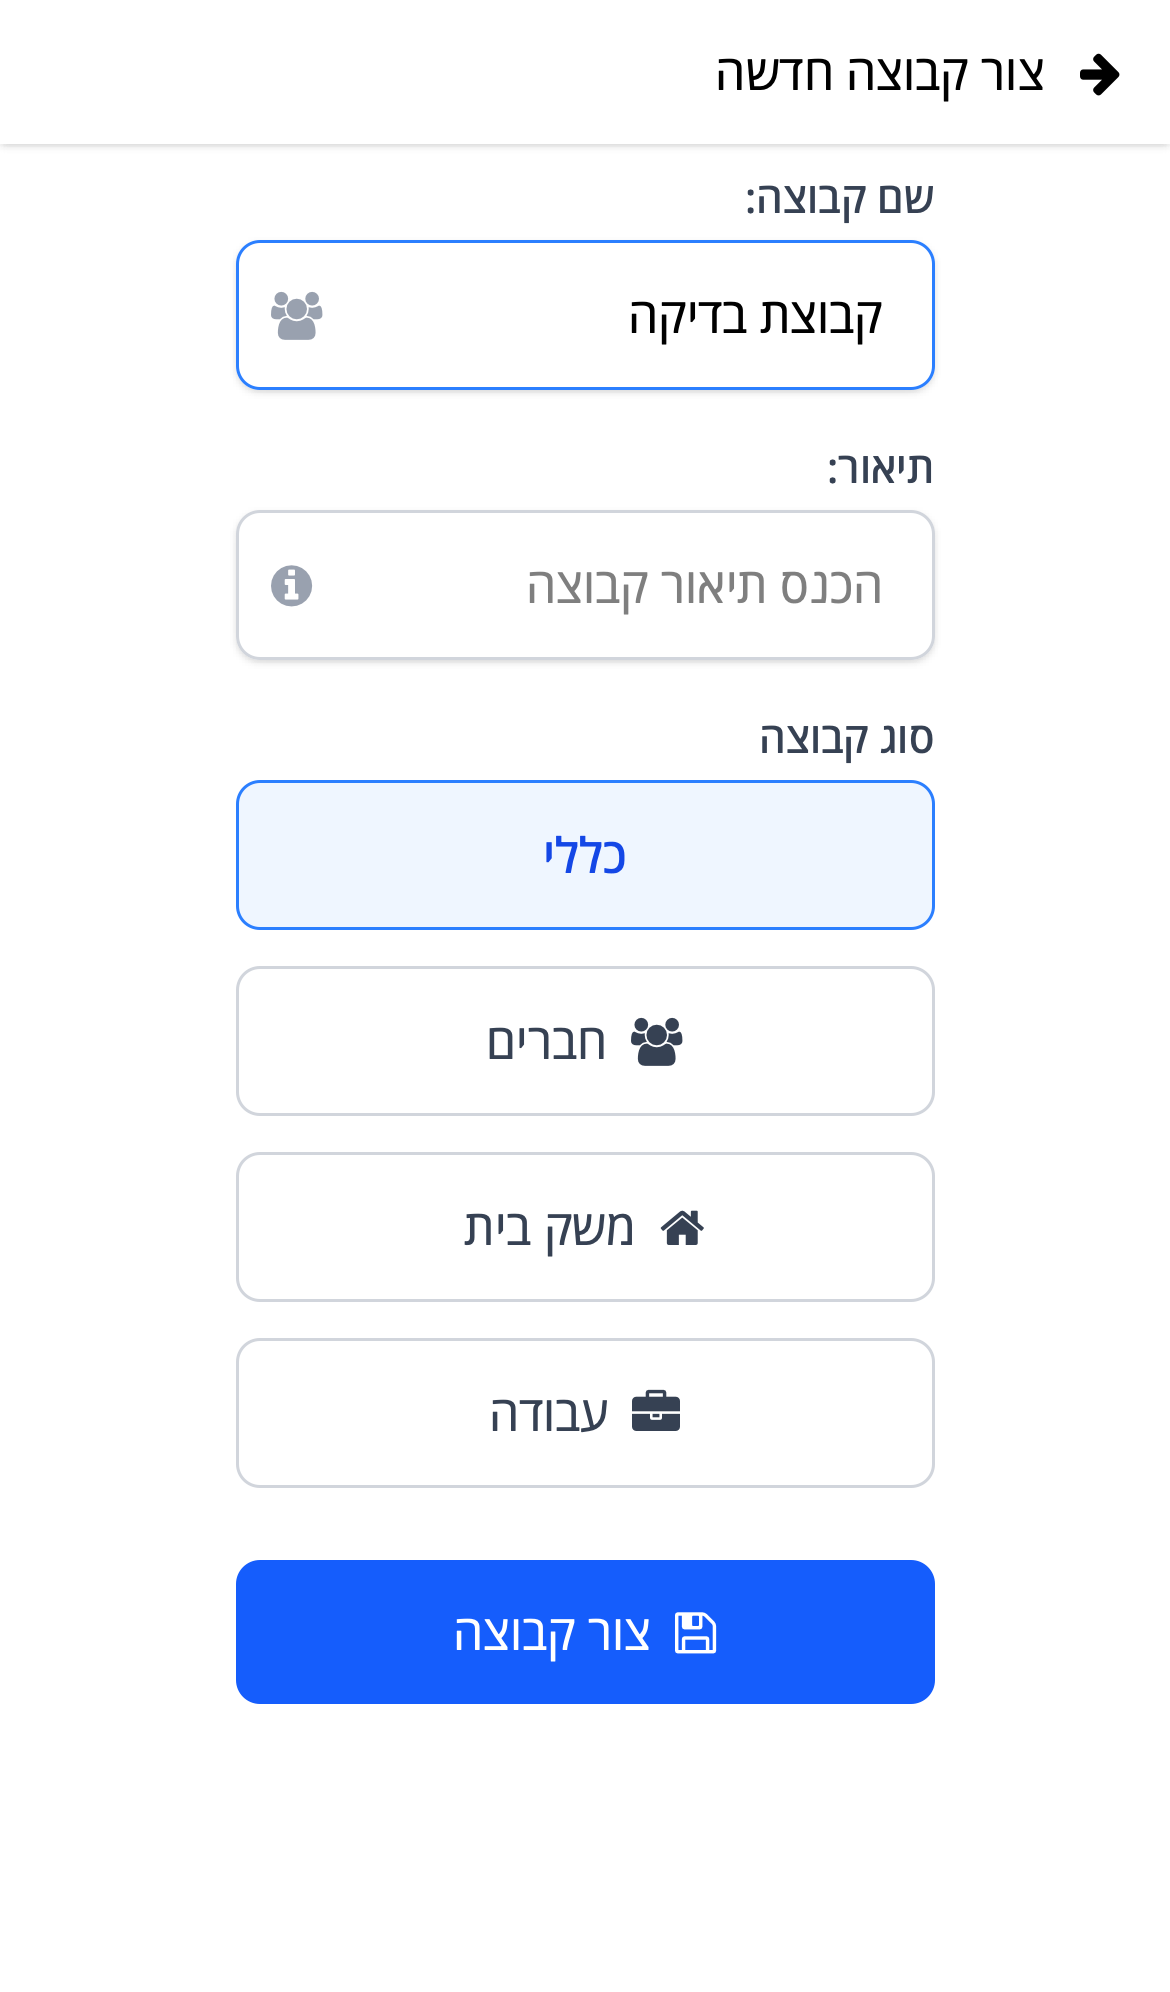 צור קבוצה חדשה
שם קבוצה:
קבוצת בדיקה
תיאור:
הכנס תיאור קבוצה
סוג קבוצה
כללי
חברים
משק בית
עבודה
צור קבוצה